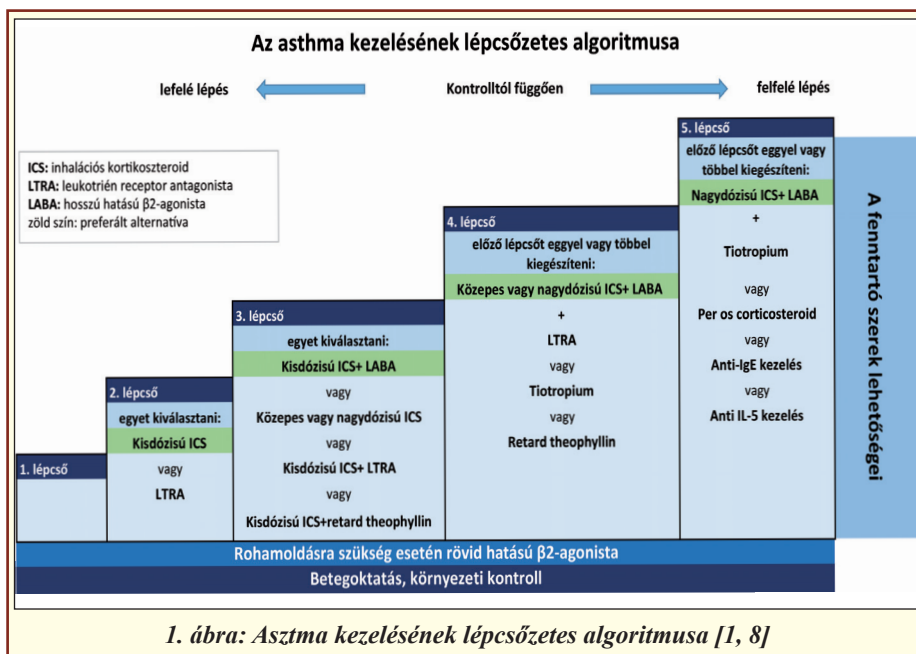 Az asthma kezelésének lépcsőzetes algoritmusa
lefelé lépés
Kontrolltól függően
felfelé lépés
ICS: inhalációs kortikoszteroid
LTRA: leukotrién receptor antagonista
LABA: hosszú hatású β2-agonista
zöld szín: preferált alternatíva
1. lépcső
2. lépcső
egyet kiválasztani:
Kisdózisú ICS
vagy
LTRA
3. lépcső
egyet kiválasztani:
Kisdózisú ICS+ LABA
vagy
Közepes vagy nagydózisú ICS
vagy
Kisdózisú ICS+ LTRA
vagy
Kisdózisú ICS+retard theophyllin
4. lépcső
előző lépcsőt eggyel vagy többel
kiegészíteni:
Közepes vagy nagydózisú ICS+ LABA
+
LTRA
vagy
Tiotropium
vagy
Retard theophyllin
5. lépcső
előző lépcsőt eggyel vagy
többel kiegészíteni:
Nagydózisú ICS+ LABA
+
Tiotropium
vagy
Per os corticosteroid
vagy
Anti-IgE kezelés
vagy
Anti IL-5 kezelés
A fenntartó szerek lehetőségei
Rohamoldásra szükség esetén rövid hatású β2-agonista
Betegoktatás, környezeti kontroll
1. ábra: Asztma kezelésének lépcsőzetes algoritmusa [1, 8]